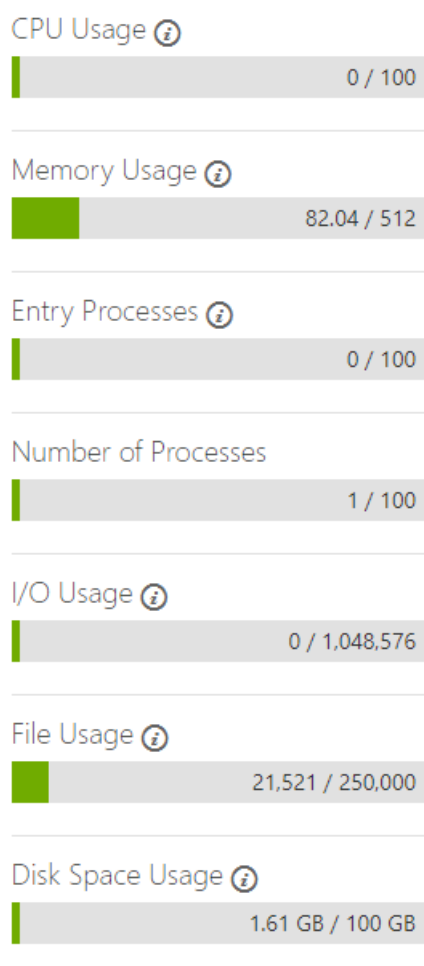 CPU Usage
0 / 100
Memory Usage
82.04 / 512
Entry Processes
0 / 100
Number of Processes
1 / 100
I/O Usage
0 / 1,048,576
File Usage
21,521 / 250,000
Disk Space Usage
1.61 GB / 100 GB